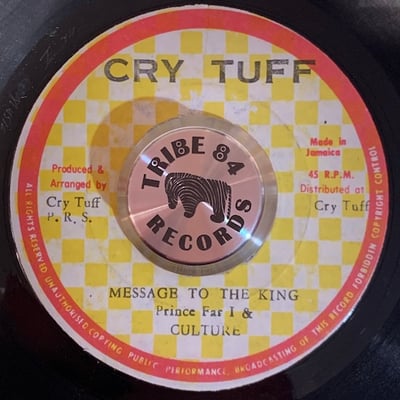 CRY TUFF
TRIBE 84
RECORDS
Produced &
Arranged by
Cry Tuff
P. R. S.
Made in
Jamaica
45 R.P.M.
Distributed at
Cry Tuff
MESSAGE TO THE KING
Prince Far I &
CULTURE
ALL RIGHTS RESERVED UNAUTHORISED COPYING PUBLIC PERFORMANCE, BROADCASTING OF THIS RECORD FORBIDDEN COPYRIGHT CONTROL